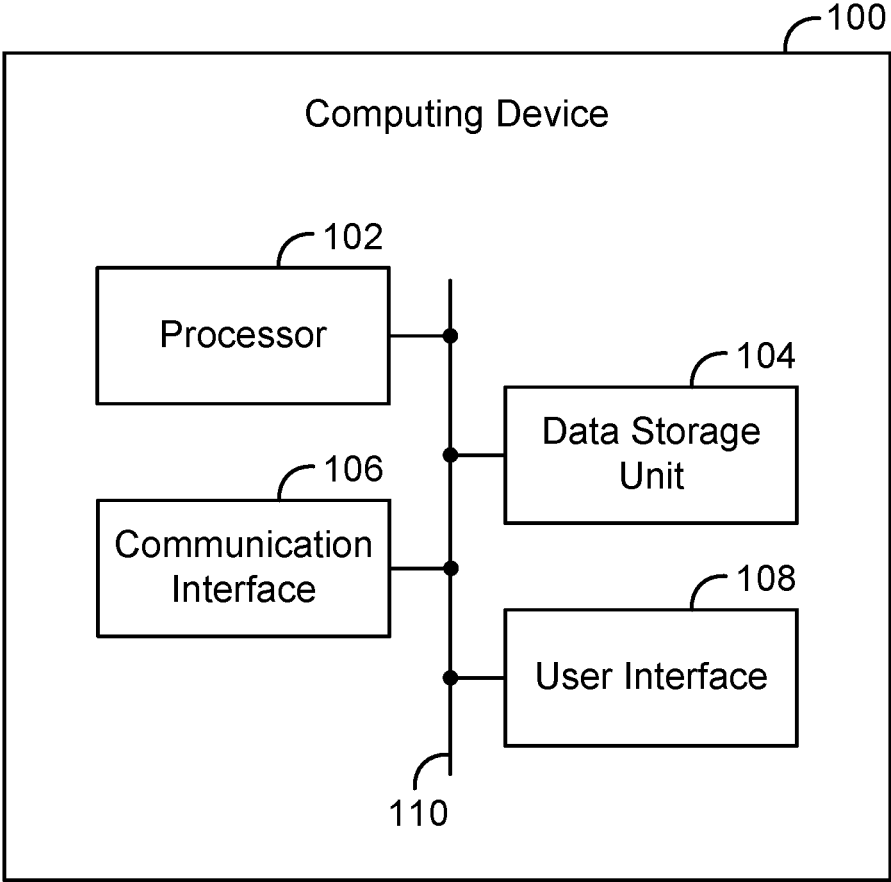 100
Computing Device
102
Processor
104
Data Storage
Unit
106
Communication
Interface
108
User Interface
110